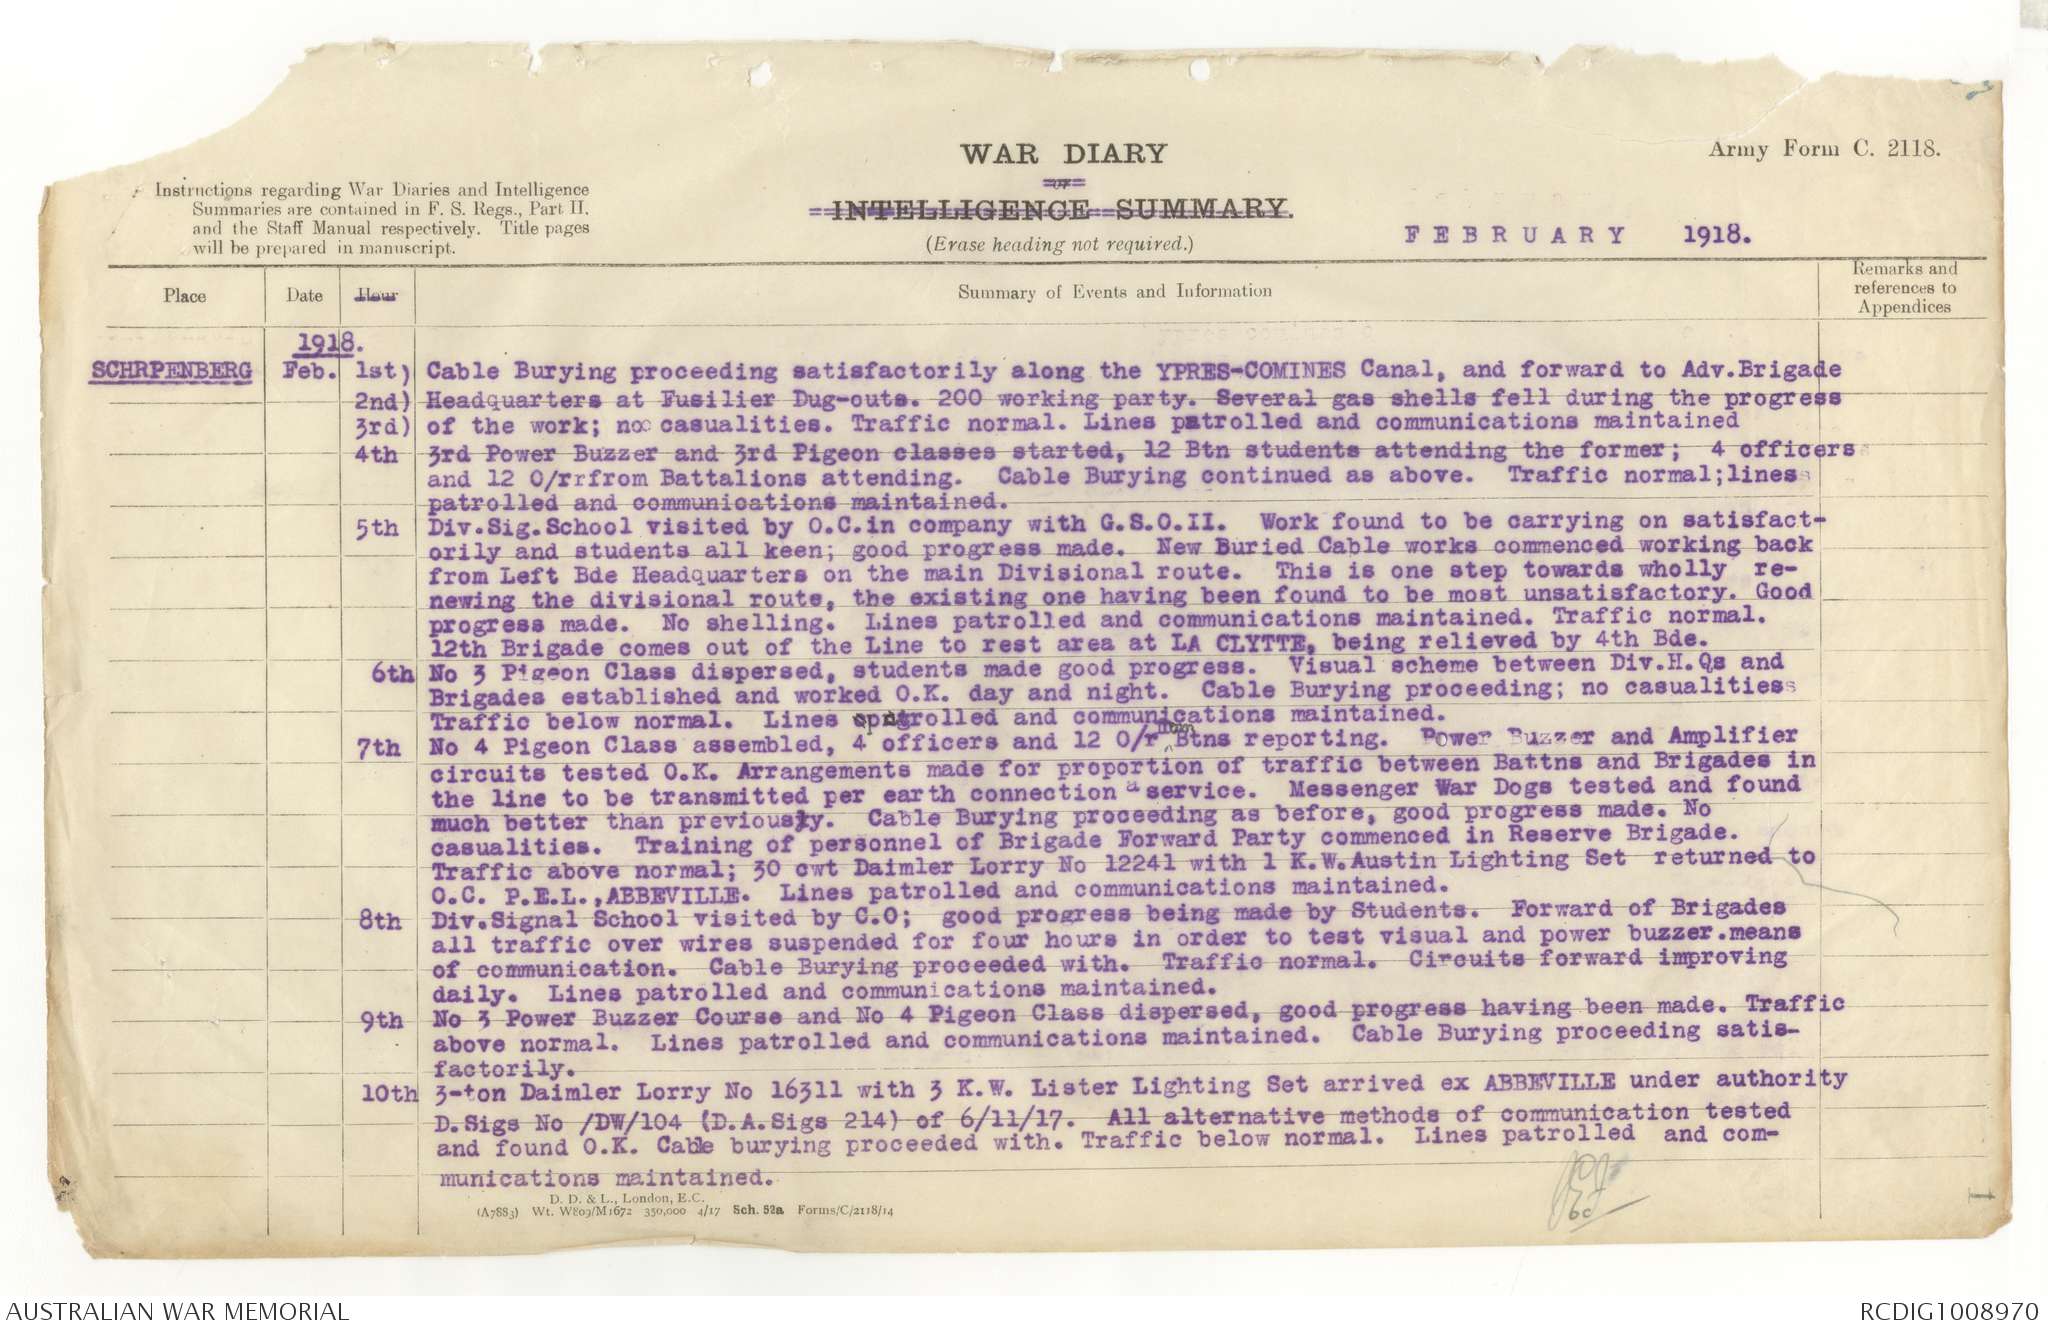 WAR DIARY
Army Form C. 2118.
or
INTELLIGENCE SUMMARY.
(Erase heading not required.)
FEBRUARY 1918.
Instructions regarding War Diaries and Intelligence
Summaries are contained in F. S. Regs., Part II.
and the Staff Manual respectively. Title pages
will be prepared in manuscript.
Place Date Hour Summary of Events and Information Remarks and
references to
Appendices
1918.
SCHRPENBERG Feb. 1st) Cable Burying proceeding satisfactorily along the YPRES-COMINES Canal, and forward to Adv.Brigade
2nd) Headquarters at Fusilier Dug-outs. 200 working party. Several gas shells fell during the progress
3rd) of the work; no casualities. Traffic normal. Lines patrolled and communications maintained
4th 3rd Power Buzzer and 3rd Pigeon classes started, 12 Btn students attending the former; 4 officers
and 12 O/rrfrom Battalions attending. Cable Burying continued as above. Traffic normal;lines
patrolled and communications maintained.
5th Div.Sig.School visited by O.C.in company with G.S.O.II. Work found to be carrying on satisfact-
orily and students all keen; good progress made. New Buried Cable works commenced working back
from Left Bde Headquarters on the main Divisional route. This is one step towards wholly re-
newing the divisional route, the existing one having been found to be most unsatisfactory. Good
progress made. No shelling. Lines patrolled and communications maintained. Traffic normal.
12th Brigade comes out of the Line to rest area at LA CLYTTE, being relieved by 4th Bde.
6th No 3 Pigeon Class dispersed, students made good progress. Visual scheme between Div.H.Qs and
Brigades established and worked O.K. day and night. Cable Burying proceeding; no casualities
Traffic below normal. Lines patrolled and communications maintained.
7th No 4 Pigeon Class assembled, 4 officers and 12 O/r from Btns reporting. Power Buzzer and Amplifier
circuits tested O.K. Arrangements made for proportion of traffic between Battns and Brigades in
the line to be transmitted per earth connection a service. Messenger War Dogs tested and found
much better than previously. Cable Burying proceeding as before, good progress made. No
casualities. Training of personnel of Brigade Forward Party commenced in Reserve Brigade.
Traffic above normal; 30 cwt Daimler Lorry No 12241 with 1 K.W.Austin Lighting Set returned to
O.C. P.E.L.,ABBEVILLE. Lines patrolled and communications maintained.
8th Div.Signal School visited by C.O; good progress being made by Students. Forward of Brigades
all traffic over wires suspended for four hours in order to test visual and power buzzer.means
of communication. Cable Burying proceeded with. Traffic normal. Circuits forward improving
daily. Lines patrolled and communications maintained.
9th No 3 Power Buzzer Course and No 4 Pigeon Class dispersed, good progress having been made. Traffic
above normal. Lines patrolled and communications maintained. Cable Burying proceeding satis-
factorily.
10th 3-ton Daimler Lorry No 16311 with 3 K.W. Lister Lighting Set arrived ex ABBEVILLE under authority
D.Sigs No /DW/104 (D.A.Sigs 214) of 6/11/17. All alternative methods of communication tested
and found O.K. Cable burying proceeded with. Traffic below normal. Lines patrolled and com-
munications maintained.
D. D. & L., London, E.C.
(A7883) Wt. W809/M1672 350,000 4/17 Sch. 52a Forms/C/2118/14
1
AUSTRALIAN WAR MEMORIAL
RCDIG1008970